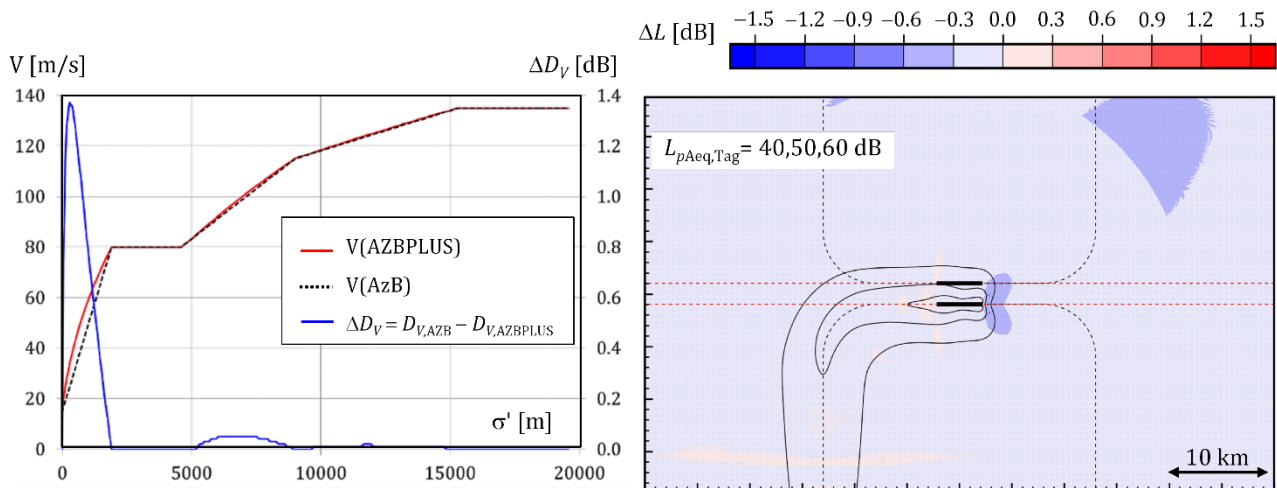 V [m/s]
ΔD_V [dB]
140
120
100
80
60
40
20
0
1.4
1.2
1.0
0.8
0.6
0.4
0.2
0.0
V(AZBPLUS)
V(AzB)
ΔD_V = D_V,AZB − D_V,AZBPLUS
σ' [m]
0 5000 10000 15000 20000
ΔL [dB]
−1.5 −1.2 −0.9 −0.6 −0.3 0.0 0.3 0.6 0.9 1.2 1.5
L_pAeq,Tag = 40,50,60 dB
10 km